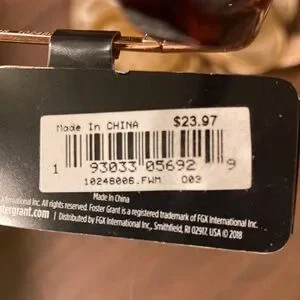 Made In CHINA $23.97
1 93033 05692 9
10248006.FWM 003
Made in China
International Inc. All rights reserved. Foster Grant is a registered trademark of FGX International Inc.
stergrant.com | Distributed by FGX International Inc., Smithfield, RI 02917, USA © 2018